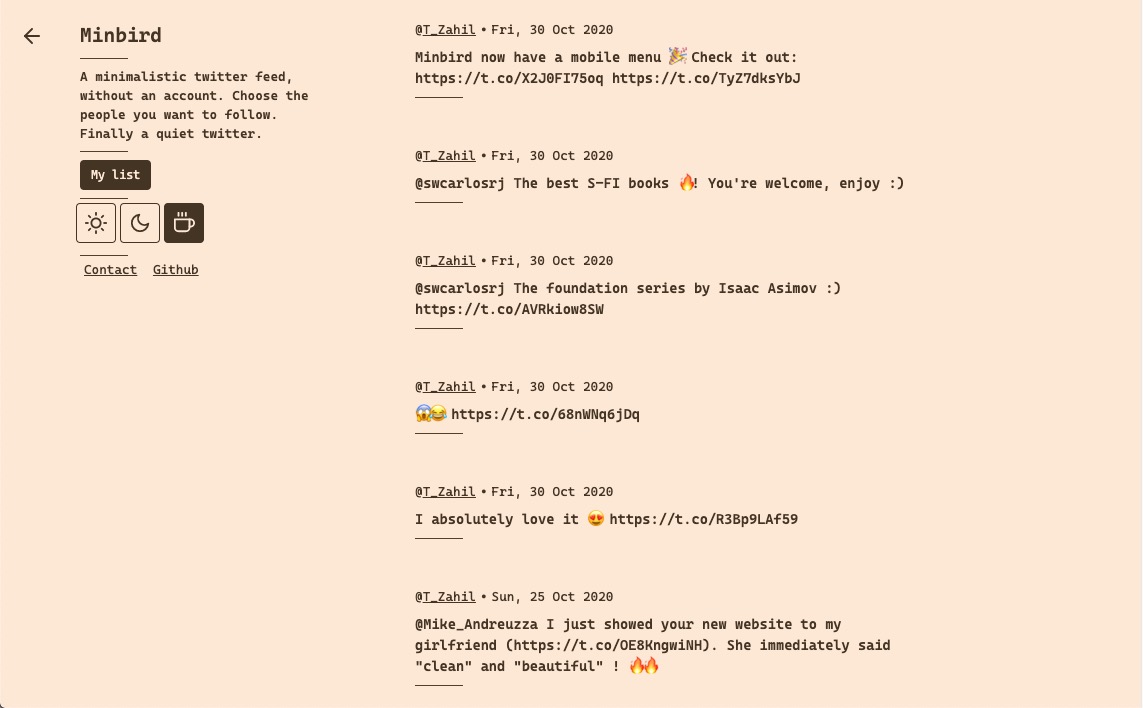 Minbird
A minimalistic twitter feed,
without an account. Choose the
people you want to follow.
Finally a quiet twitter.
My list
Contact Github
@T_Zahil • Fri, 30 Oct 2020
Minbird now have a mobile menu 🎉 Check it out:
https://t.co/X2J0FI75oq https://t.co/TyZ7dksYbJ
@T_Zahil • Fri, 30 Oct 2020
@swcarlosrj The best S-FI books 🔥! You're welcome, enjoy :)
@T_Zahil • Fri, 30 Oct 2020
@swcarlosrj The foundation series by Isaac Asimov :)
https://t.co/AVRkiow8SW
@T_Zahil • Fri, 30 Oct 2020
😱😂 https://t.co/68nWNq6jDq
@T_Zahil • Fri, 30 Oct 2020
I absolutely love it 😍 https://t.co/R3Bp9LAf59
@T_Zahil • Sun, 25 Oct 2020
@Mike_Andreuzza I just showed your new website to my
girlfriend (https://t.co/OE8KngwiNH). She immediately said
"clean" and "beautiful" ! 🔥🔥